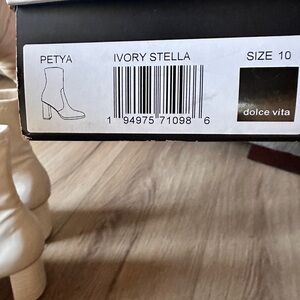 PETYA IVORY STELLA SIZE 10
1 94975 71098 6
dolce vita